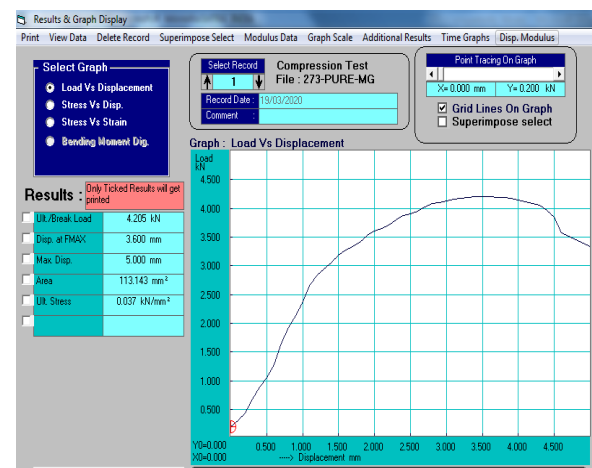 Results & Graph Display
Print View Data Delete Record Superimpose Select Modulus Data Graph Scale Additional Results Time Graphs Disp. Modulus
Select Graph
Load Vs Displacement
Stress Vs Disp.
Stress Vs Strain
Bending Moment Dig.
Select Record
1
Compression Test
File : 273-PURE-MG
Record Date : 19/03/2020
Comment :
Point Tracing On Graph
X= 0.000 mm Y= 0.200 kN
Grid Lines On Graph
Superimpose select
Results : Only Ticked Results will get printed
Ult./Break Load 4.205 kN
Disp. at FMAX 3.600 mm
Max. Disp. 5.000 mm
Area 113.143 mm²
Ult. Stress 0.037 kN/mm²
Graph : Load Vs Displacement
Load
kN
4.500
4.000
3.500
3.000
2.500
2.000
1.500
1.000
0.500
Y0=0.000
X0=0.000
0.500 1.000 1.500 2.000 2.500 3.000 3.500 4.000 4.500
----> Displacement mm